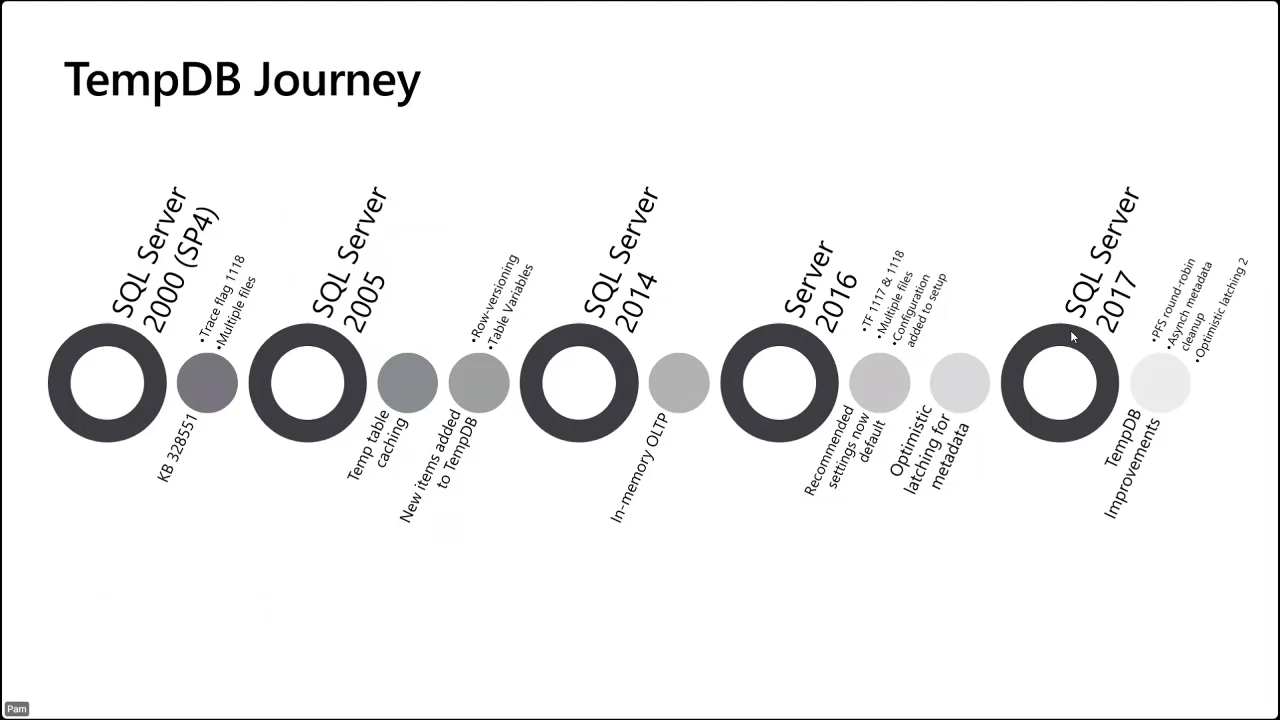 TempDB Journey
SQL Server
2000 (SP4)
KB 328551
•Trace flag 1118
•Multiple files
SQL Server
2005
Temp table
caching
New items added
to TempDB
•Row-versioning
•Table Variables
SQL Server
2014
In-memory OLTP
Server
2016
Recommended
settings now
default
•TF 1117 & 1118
•Multiple files
•Configuration
added to setup
Optimistic
latching for
metadata
SQL Server
2017
TempDB
Improvements
•PFS round-robin
•Asynch metadata
cleanup
•Optimistic latching 2
Pam